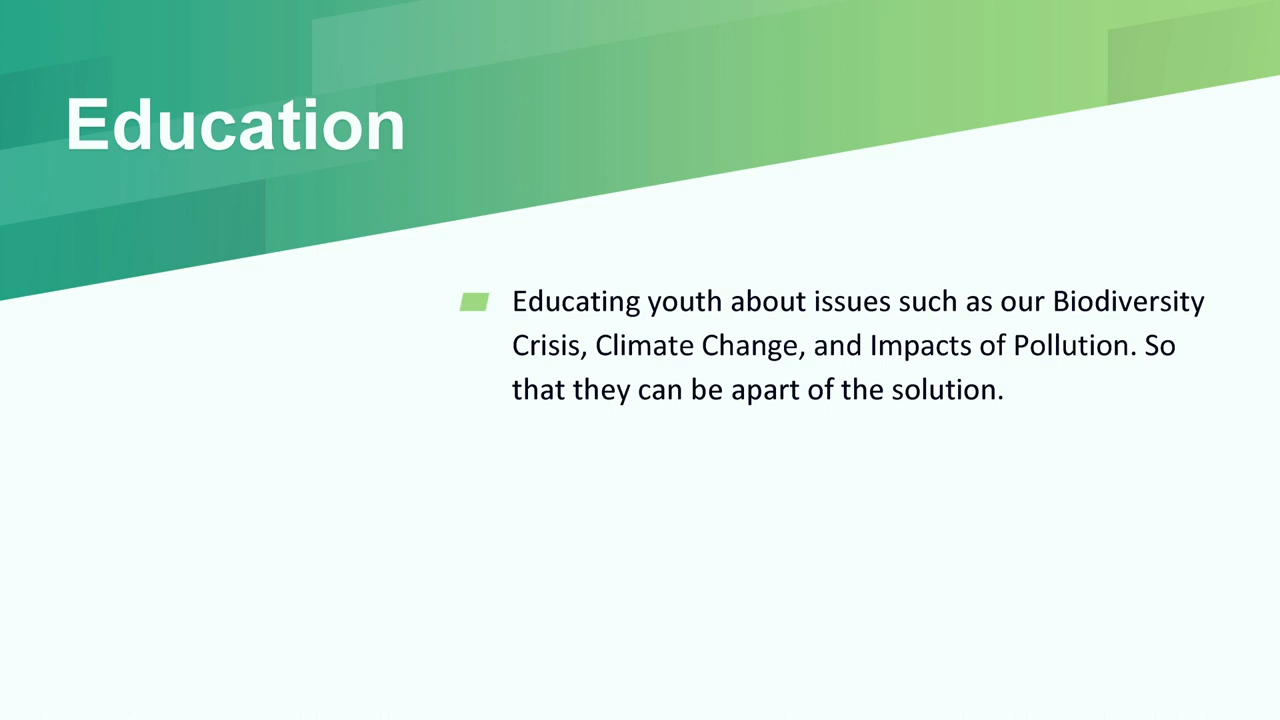 Education
Educating youth about issues such as our Biodiversity
Crisis, Climate Change, and Impacts of Pollution. So
that they can be apart of the solution.